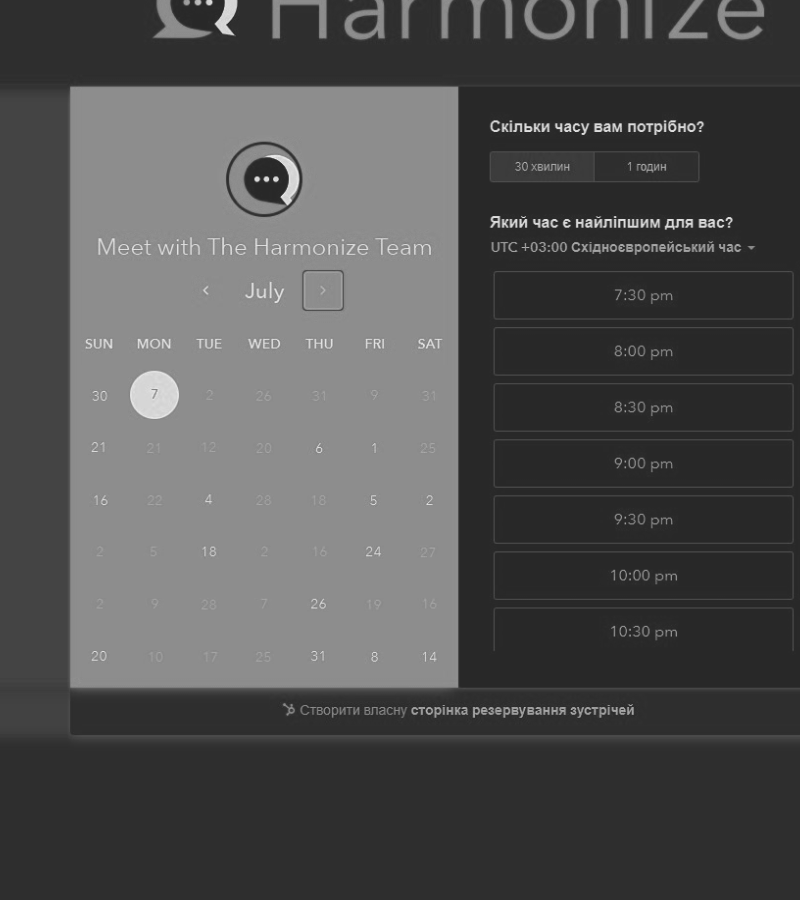 Harmonize
Meet with The Harmonize Team
July
SUN MON TUE WED THU FRI SAT
30 7 2 26 31 9 31
21 21 12 20 6 1 25
16 22 4 28 18 5 2
2 5 18 2 16 24 27
2 9 28 7 26 19 16
20 10 17 25 31 8 14
Скільки часу вам потрібно?
30 хвилин 1 годин
Який час є найліпшим для вас?
UTC +03:00 Східноєвропейський час
7:30 pm
8:00 pm
8:30 pm
9:00 pm
9:30 pm
10:00 pm
10:30 pm
Створити власну сторінка резервування зустрічей